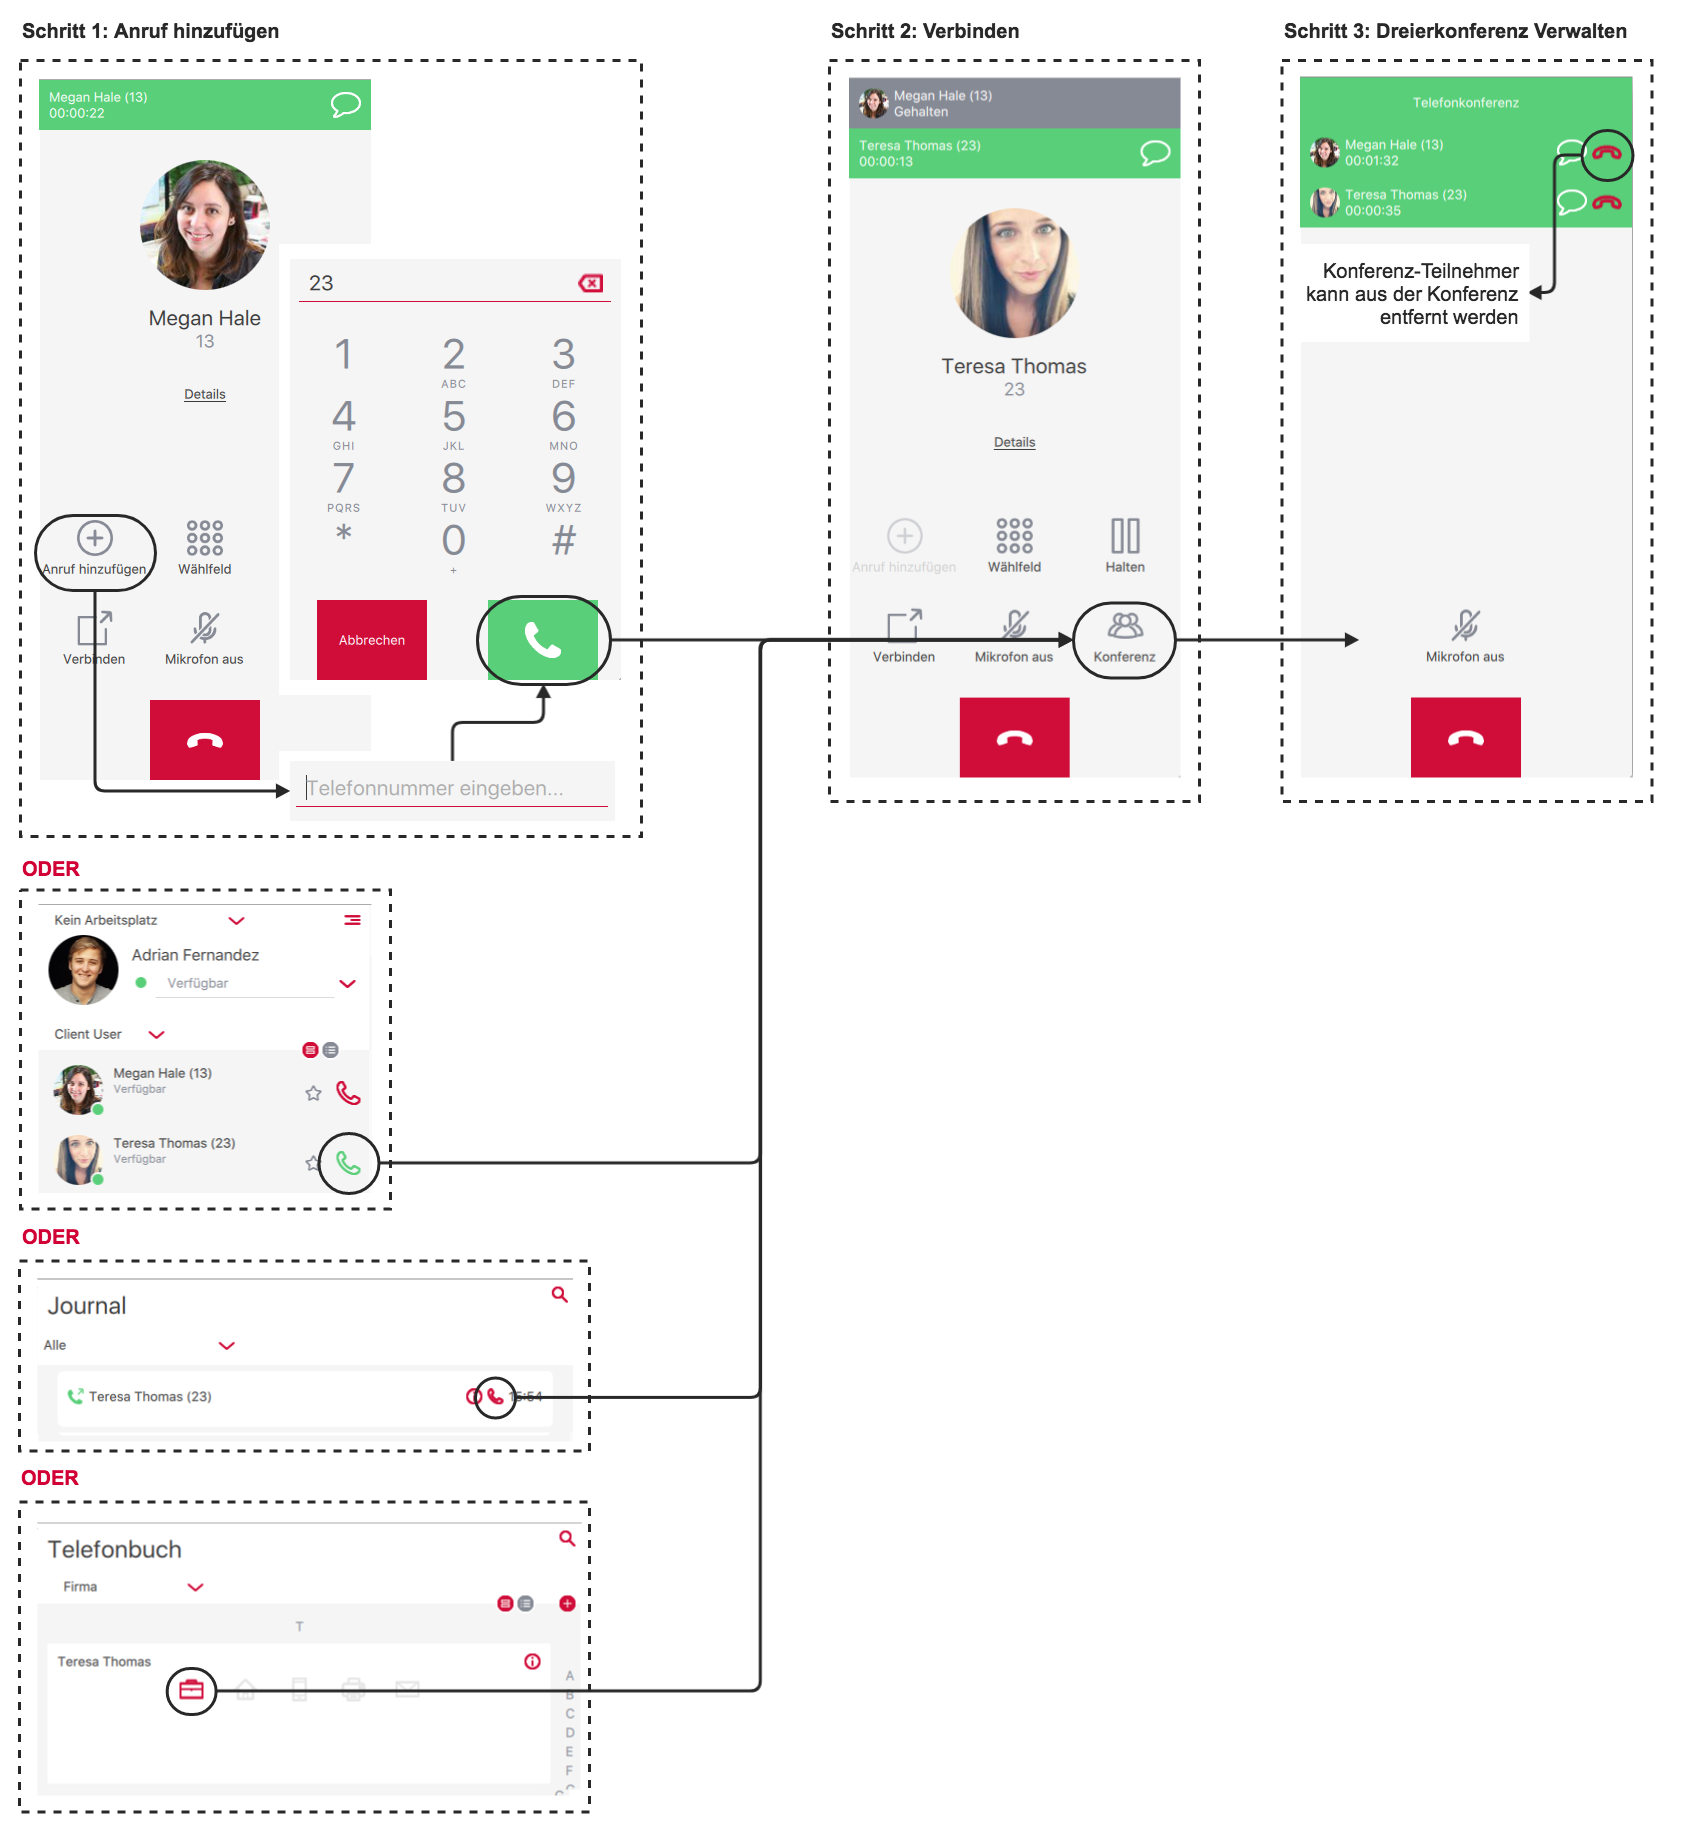 Schritt 1: Anruf hinzufügen
Megan Hale (13)
00:00:22
Megan Hale
13
Details
Anruf hinzufügen
Wählfeld
Verbinden
Mikrofon aus
23
1
2
3
ABC
DEF
4
5
6
GHI
JKL
MNO
7
8
9
PQRS
TUV
WXYZ
*
0
#
+
Abbrechen
Telefonnummer eingeben...
Schritt 2: Verbinden
Megan Hale (13)
Gehalten
Teresa Thomas (23)
00:00:13
Teresa Thomas
23
Details
Anruf hinzufügen
Wählfeld
Halten
Verbinden
Mikrofon aus
Konferenz
Schritt 3: Dreierkonferenz Verwalten
Telefonkonferenz
Megan Hale (13)
00:01:32
Teresa Thomas (23)
00:00:35
Konferenz-Teilnehmer
kann aus der Konferenz
entfernt werden
Mikrofon aus
ODER
Kein Arbeitsplatz
Adrian Fernandez
Verfügbar
Client User
Megan Hale (13)
Verfügbar
Teresa Thomas (23)
Verfügbar
ODER
Journal
Alle
Teresa Thomas (23)
ODER
Telefonbuch
Firma
T
Teresa Thomas
A
B
C
D
E
F